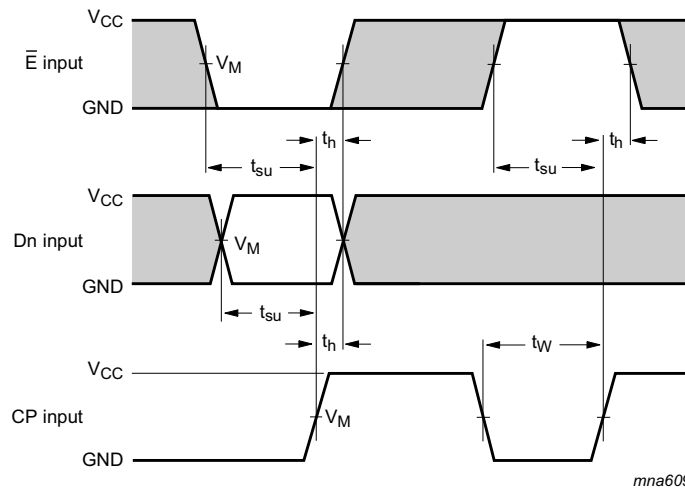 VCC
Ē input
VM
GND
th
th
tsu
tsu
VCC
Dn input
VM
GND
tsu
th
tW
VCC
CP input
VM
GND
mna609